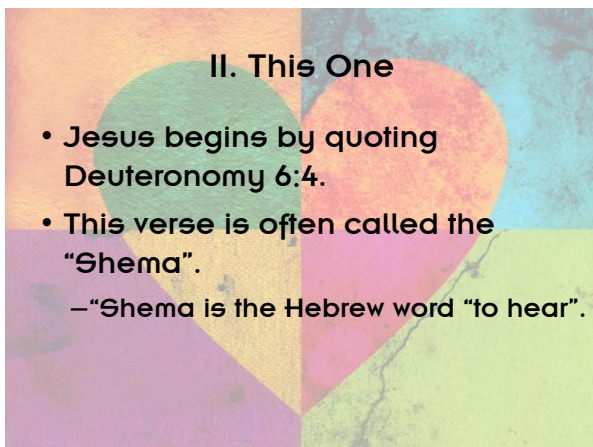 II. This One
• Jesus begins by quoting
Deuteronomy 6:4.
• This verse is often called the
“Shema”.
–“Shema is the Hebrew word “to hear”.